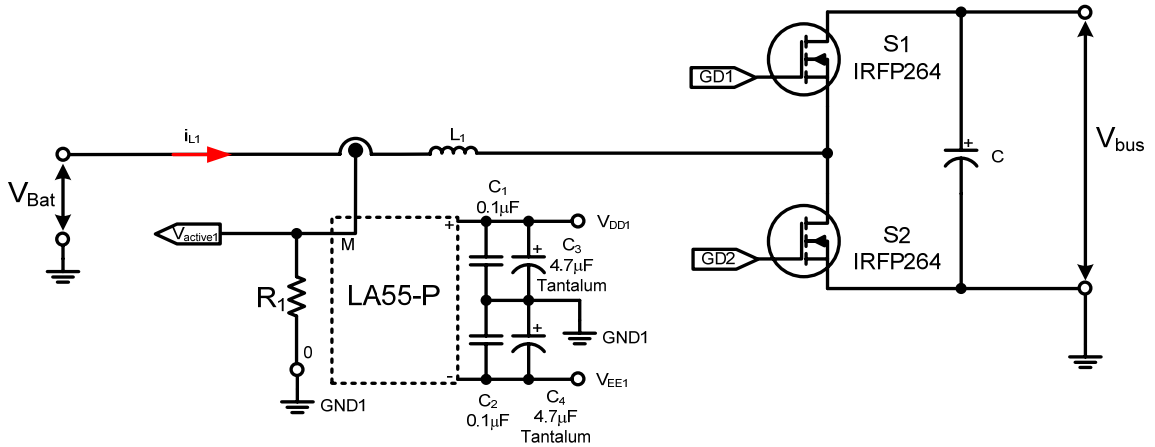 S1
IRFP264
GD1
iL1
L1
VBat
Vbus
+
C
C1
0.1μF
VDD1
Vactive1
M
+
C3
4.7μF
Tantalum
+
S2
IRFP264
GD2
R1
LA55-P
GND1
+
0
-
VEE1
GND1
C2
0.1μF
C4
4.7μF
Tantalum